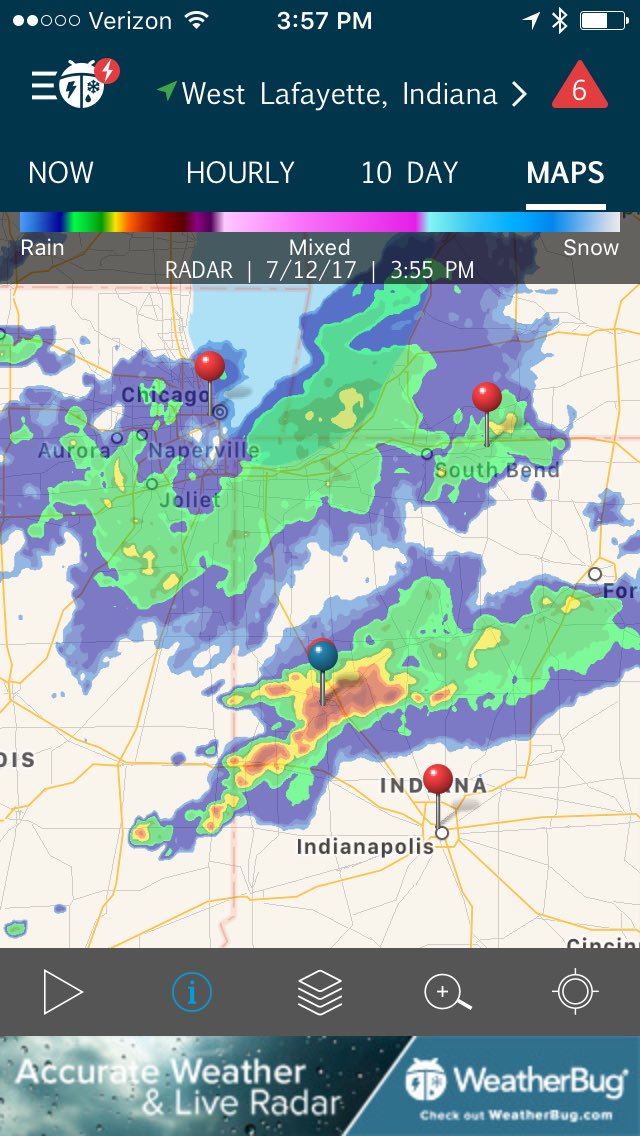 Verizon 3:57 PM
West Lafayette, Indiana 6
NOW HOURLY 10 DAY MAPS
Rain Mixed Snow
RADAR | 7/12/17 | 3:55 PM
Chicago
Aurora Naperville
South Bend
Joliet
For
OIS
INDIANA
Indianapolis
Cincin
i
Accurate Weather
& Live Radar
WeatherBug®
Check out WeatherBug.com